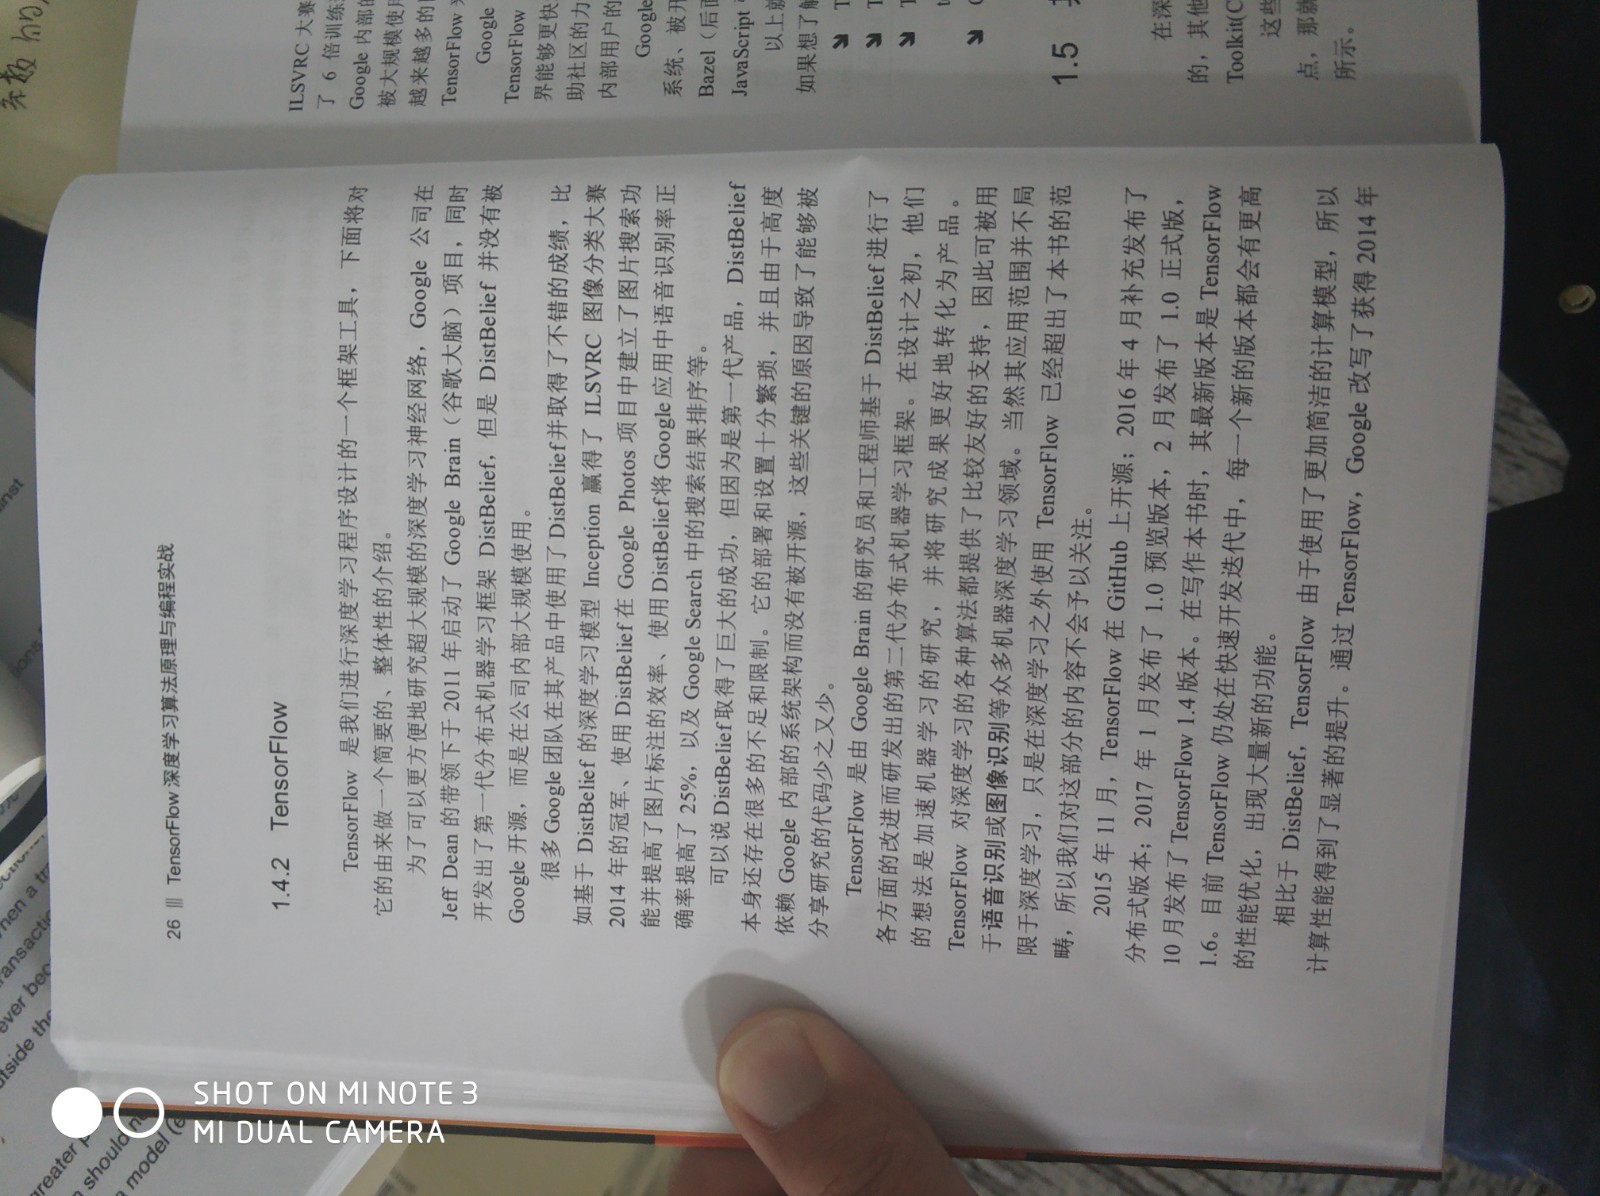 26 ||| TensorFlow 深度学习算法原理与编程实战
1.4.2 TensorFlow
TensorFlow 是我们进行深度学习程序设计的一个框架工具，下面将对
它的由来做一个简要的、整体性的介绍。
为了可以更方便地研究超大规模的深度学习神经网络，Google 公司在
Jeff Dean 的带领下于 2011 年启动了 Google Brain（谷歌大脑）项目，同时
开发出了第一代分布式机器学习框架 DistBelief，但是 DistBelief 并没有被
Google 开源，而是在公司内部大规模使用。
很多 Google 团队在其产品中使用了 DistBelief 并取得了不错的成绩，比
如基于 DistBelief 的深度学习模型 Inception 赢得了 ILSVRC 图像分类大赛
2014 年的冠军、使用 DistBelief 在 Google Photos 项目中建立了图片搜索功
能并提高了图片标注的效率、使用 DistBelief 将 Google 应用中语音识别率正
确率提高了 25%，以及 Google Search 中的搜索结果排序等。
可以说 DistBelief 取得了巨大的成功，但因为是第一代产品，DistBelief
本身还存在很多的不足和限制。它的部署和设置十分繁琐，并且由于高度
依赖 Google 内部的系统架构而没有被开源，这些关键的原因导致了能够被
分享研究的代码少之又少。
TensorFlow 是由 Google Brain 的研究员和工程师基于 DistBelief 进行了
各方面的改进而研发出的第二代分布式机器学习框架。在设计之初，他们
的想法是加速机器学习的研究，并将研究成果更好地转化为产品。
TensorFlow 对深度学习的各种算法都提供了比较友好的支持，因此可被用
于语音识别或图像识别等众多机器深度学习领域。当然其应用范围并不局
限于深度学习，只是在深度学习之外使用 TensorFlow 已经超出了本书的范
畴，所以我们对这部分的内容不会予以关注。
2015 年 11 月，TensorFlow 在 GitHub 上开源；2016 年 4 月补充发布了
分布式版本；2017 年 1 月发布了 1.0 预览版本，2 月发布了 1.0 正式版，
10 月发布了 TensorFlow 1.4 版本。在写作本书时，其最新版本是 TensorFlow
1.6。目前 TensorFlow 仍处在快速开发迭代中，每一个新的版本都会有更高
的性能优化，出现大量新的功能。
相比于 DistBelief，TensorFlow 由于使用了更加简洁的计算模型，所以
计算性能得到了显著的提升。通过 TensorFlow，Google 改写了获得 2014 年
ILSVRC 大赛
了 6 倍训练
Google 内部的
被大规模使用
越来越多的
TensorFlow
Google
TensorFlow
界能够更快
助社区的力
内部用户的
Google
系统、被开
Bazel（后面
JavaScript
以上就
如果想了解
1.5
在深
的，其他
Toolkit(C
这些
点，那就
所示。
SHOT ON MI NOTE 3
MI DUAL CAMERA